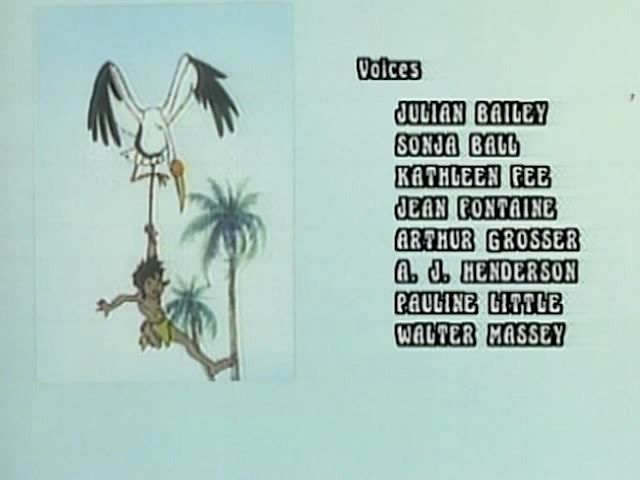 Voices
JULIAN BAILEY
SONJA BALL
KATHLEEN FEE
JEAN FONTAINE
ARTHUR GROSSER
A. J. HENDERSON
PAULINE LITTLE
WALTER MASSEY